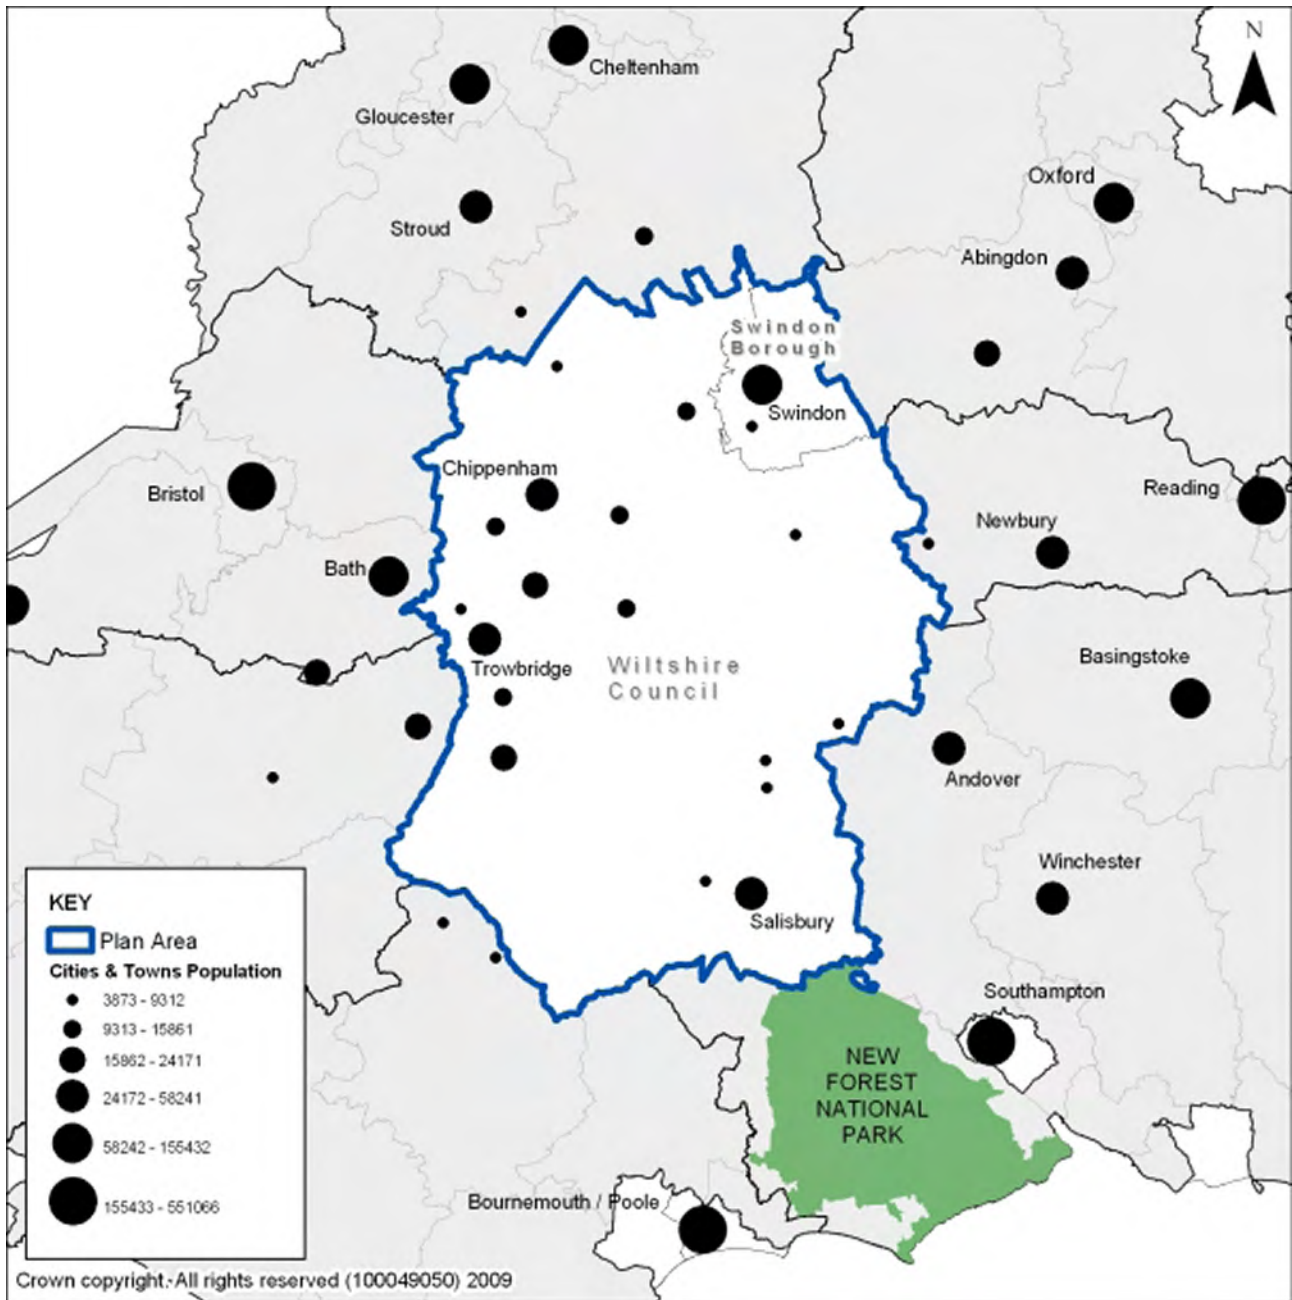 N
Cheltenham
Gloucester
Oxford
Stroud
Abingdon
Swindon
Borough
Swindon
Chippenham
Bristol
Reading
Newbury
Bath
Trowbridge
Wiltshire
Council
Basingstoke
Andover
Winchester
Salisbury
Southampton
NEW
FOREST
NATIONAL
PARK
Bournemouth / Poole
KEY
Plan Area
Cities & Towns Population
3873 - 9312
9313 - 15861
15862 - 24171
24172 - 58241
58242 - 155432
155433 - 551066
Crown copyright. All rights reserved (100049050) 2009